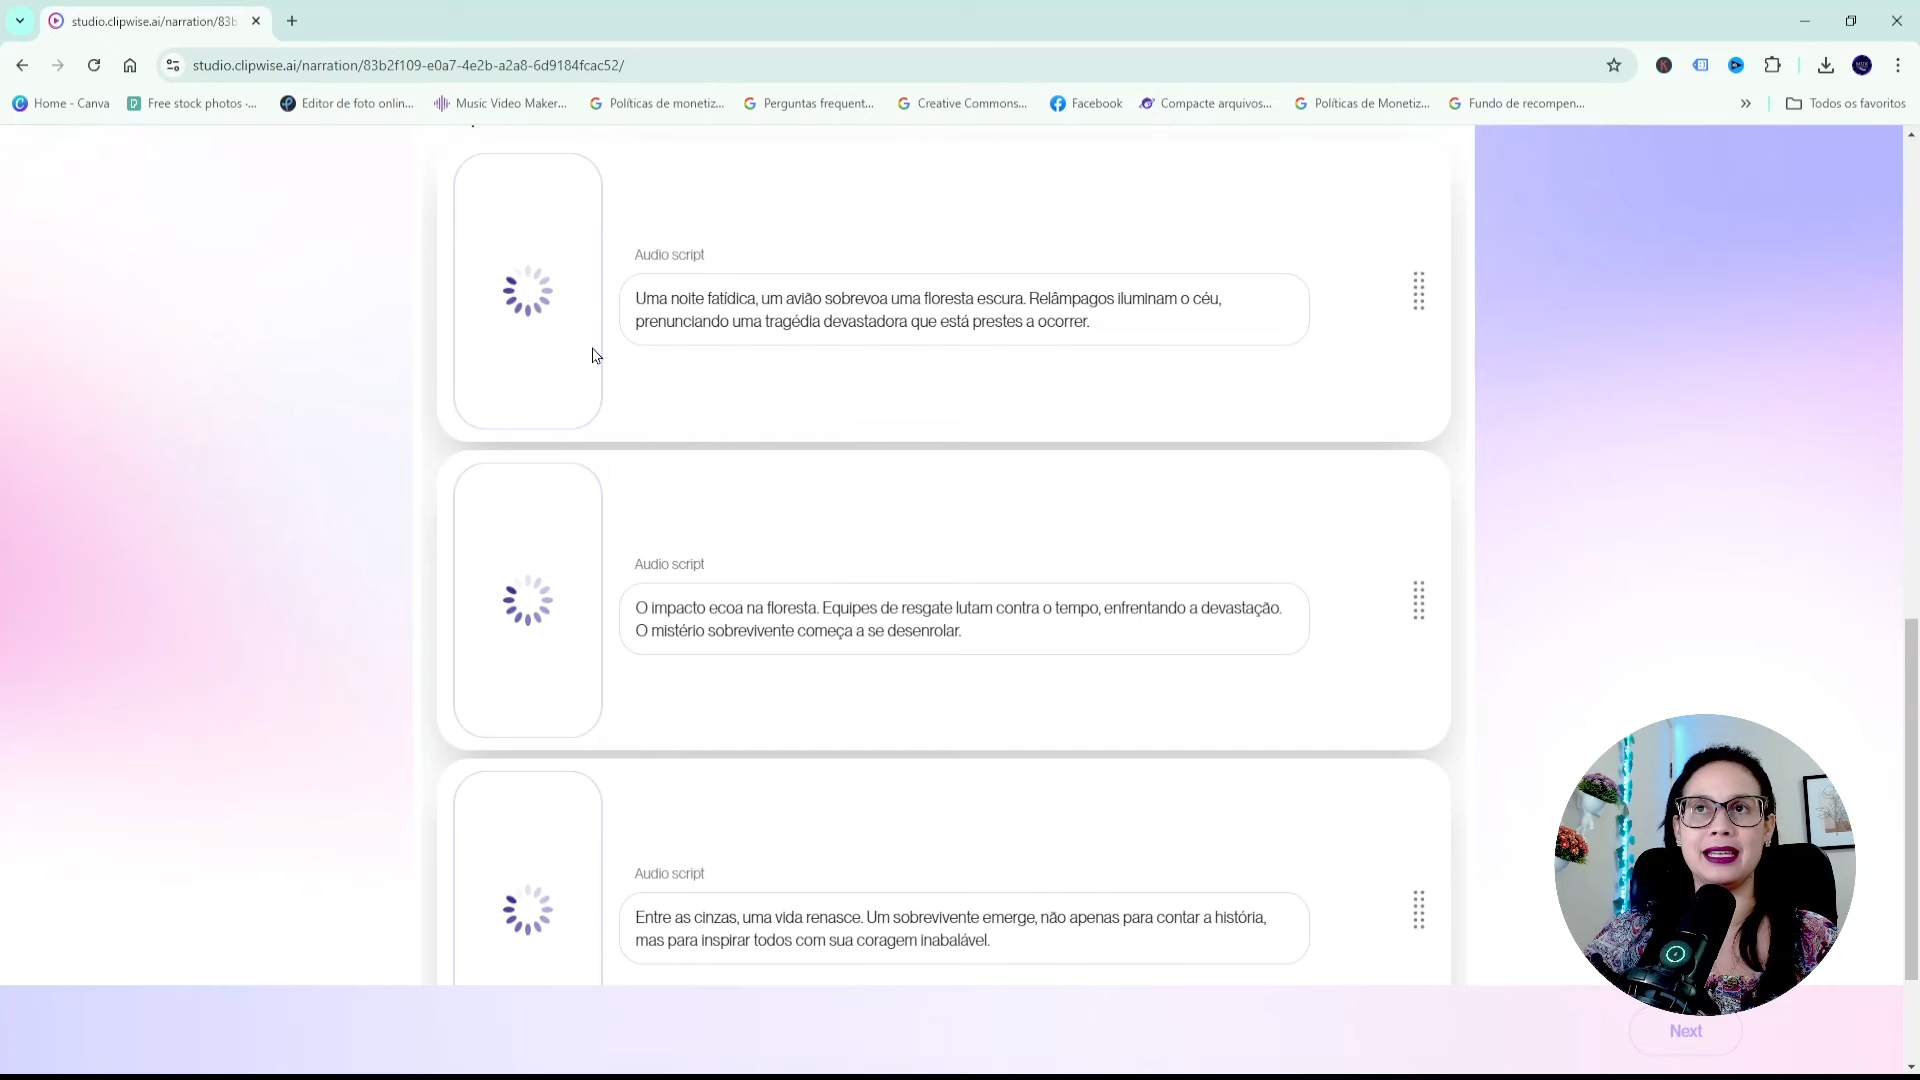 studio.clipwise.ai/narration/83b
studio.clipwise.ai/narration/83b2f109-e0a7-4e2b-a2a8-6d9184fcac52/
Home - Canva
Free stock photos ·...
Editor de foto onlin...
Music Video Maker...
Políticas de monetiz...
Perguntas frequent...
Creative Commons...
Facebook
Compacte arquivos...
Políticas de Monetiz...
Fundo de recompen...
Todos os favoritos
Audio script
Uma noite fatídica, um avião sobrevoa uma floresta escura. Relâmpagos iluminam o céu,
prenunciando uma tragédia devastadora que está prestes a ocorrer.
Audio script
O impacto ecoa na floresta. Equipes de resgate lutam contra o tempo, enfrentando a devastação.
O mistério sobrevivente começa a se desenrolar.
Audio script
Entre as cinzas, uma vida renasce. Um sobrevivente emerge, não apenas para contar a história,
mas para inspirar todos com sua coragem inabalável.
Next